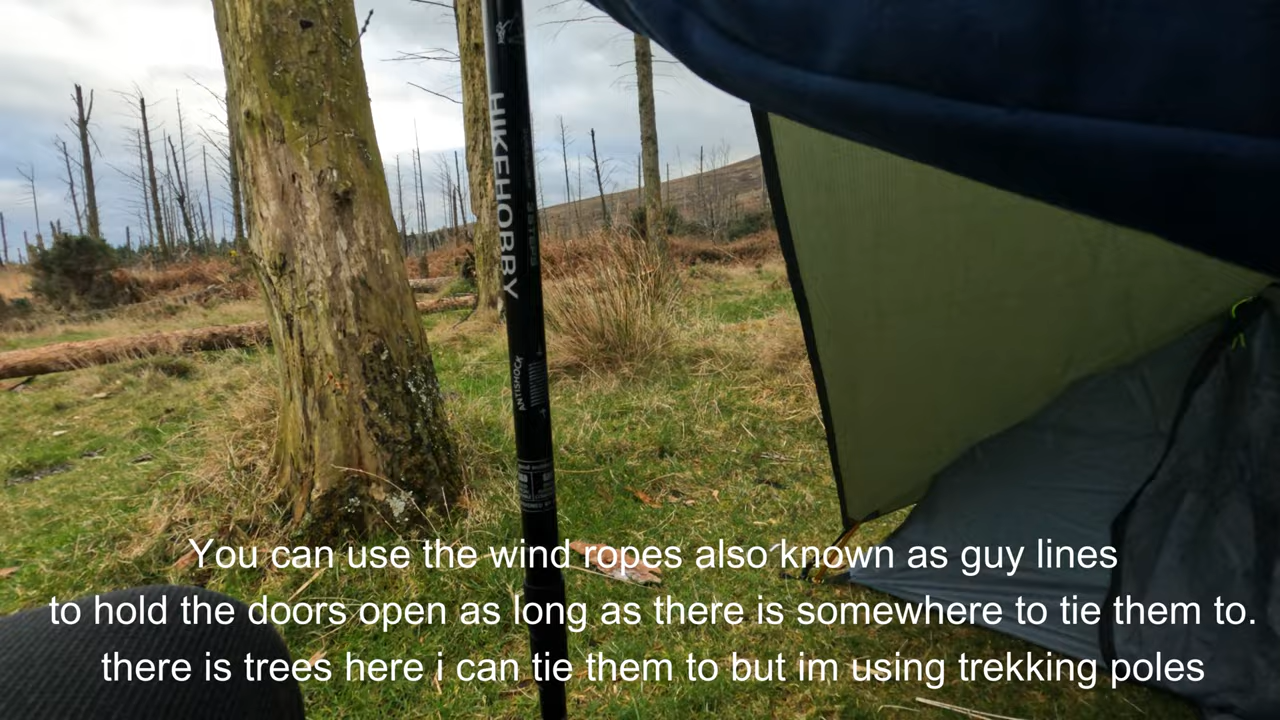 HIKEHOBBY
ANTISHOCK
You can use the wind ropes also known as guy lines
to hold the doors open as long as there is somewhere to tie them to.
there is trees here i can tie them to but im using trekking poles